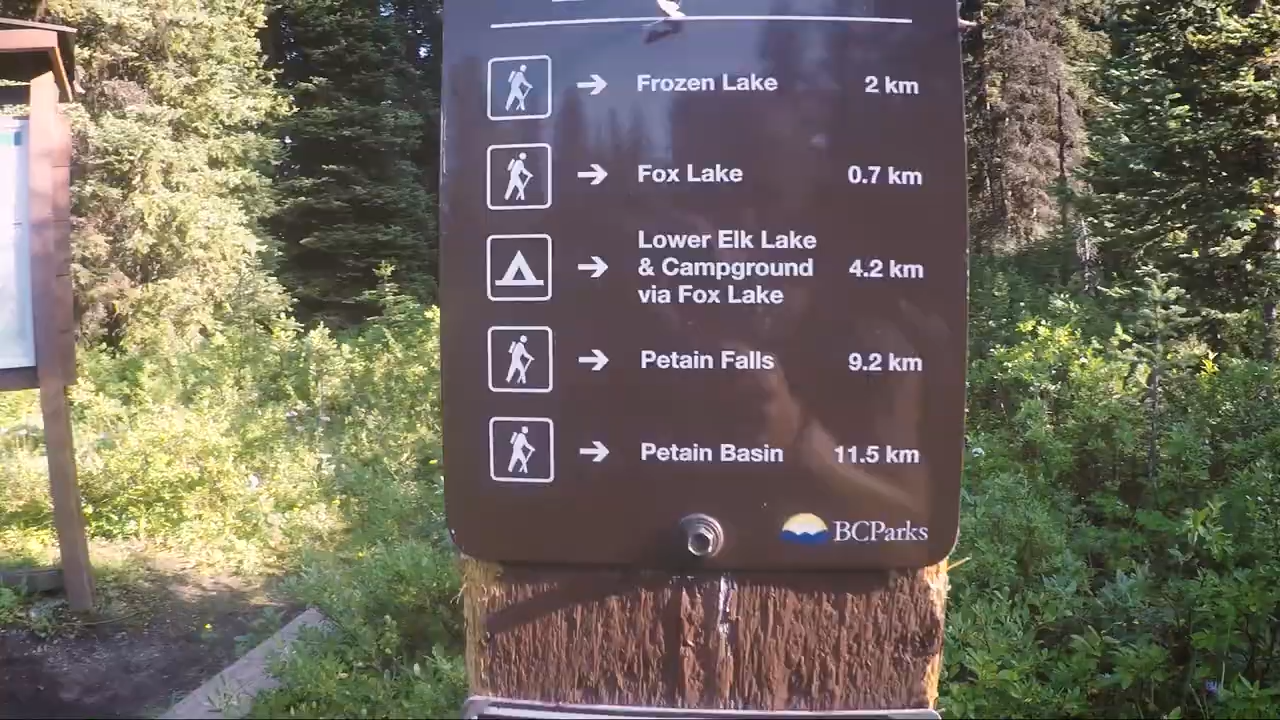 Frozen Lake 2 km
Fox Lake 0.7 km
Lower Elk Lake
& Campground 4.2 km
via Fox Lake
Petain Falls 9.2 km
Petain Basin 11.5 km
BCParks